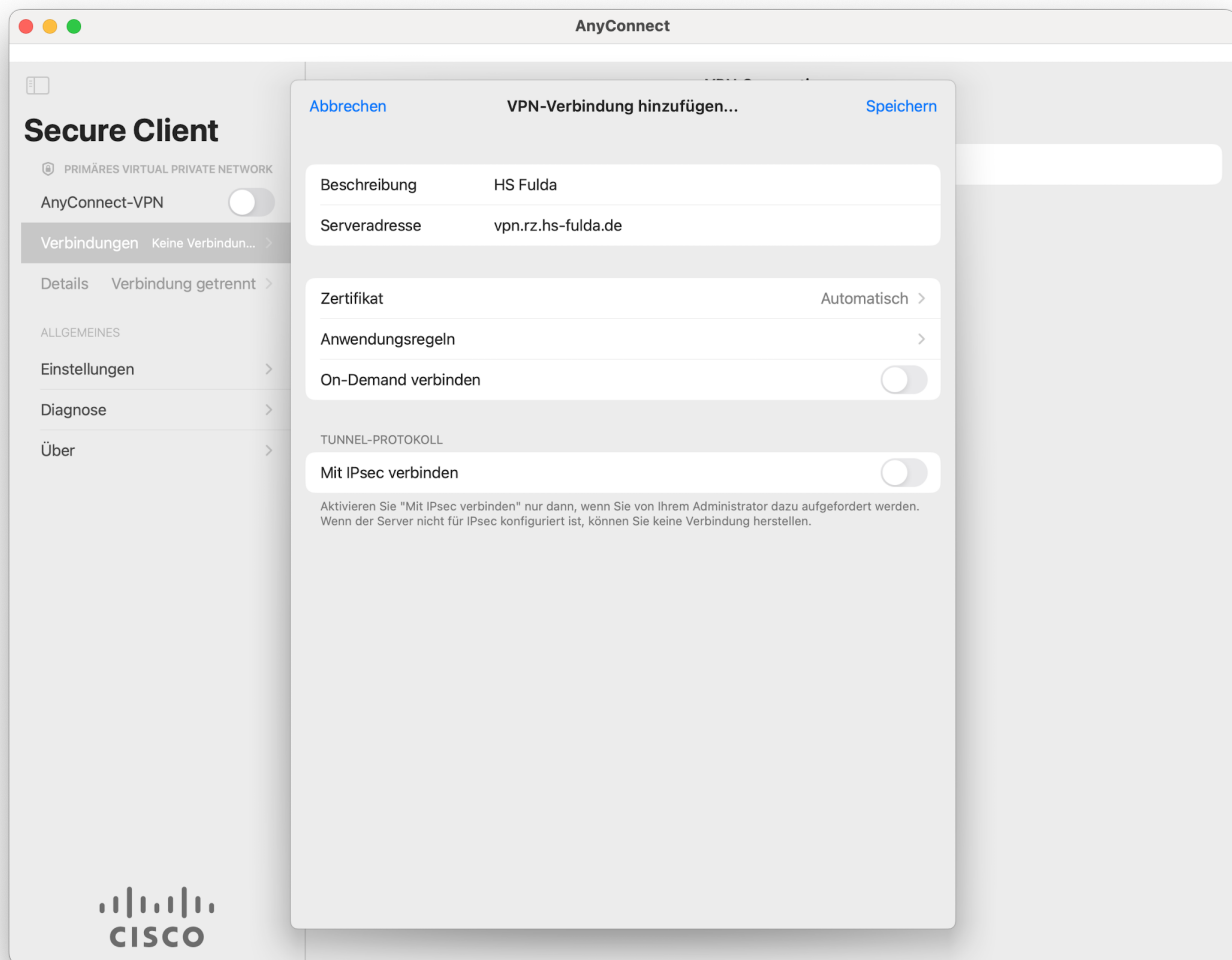 AnyConnect
Secure Client
PRIMÄRES VIRTUAL PRIVATE NETWORK
AnyConnect-VPN
Verbindungen Keine Verbindun...
Details Verbindung getrennt
ALLGEMEINES
Einstellungen
Diagnose
Über
CISCO
Abbrechen VPN-Verbindung hinzufügen... Speichern
Beschreibung HS Fulda
Serveradresse vpn.rz.hs-fulda.de
Zertifikat Automatisch
Anwendungsregeln
On-Demand verbinden
TUNNEL-PROTOKOLL
Mit IPsec verbinden
Aktivieren Sie "Mit IPsec verbinden" nur dann, wenn Sie von Ihrem Administrator dazu aufgefordert werden.
Wenn der Server nicht für IPsec konfiguriert ist, können Sie keine Verbindung herstellen.